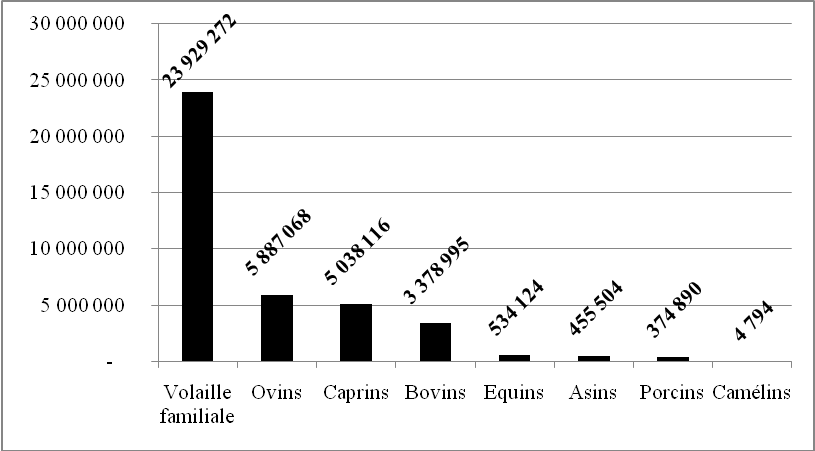 30 000 000
25 000 000
20 000 000
15 000 000
10 000 000
5 000 000
-
23 929 272
5 887 068
5 038 116
3 378 995
534 124
455 504
374 890
4 794
Volaille familiale
Ovins
Caprins
Bovins
Equins
Asins
Porcins
Camélins